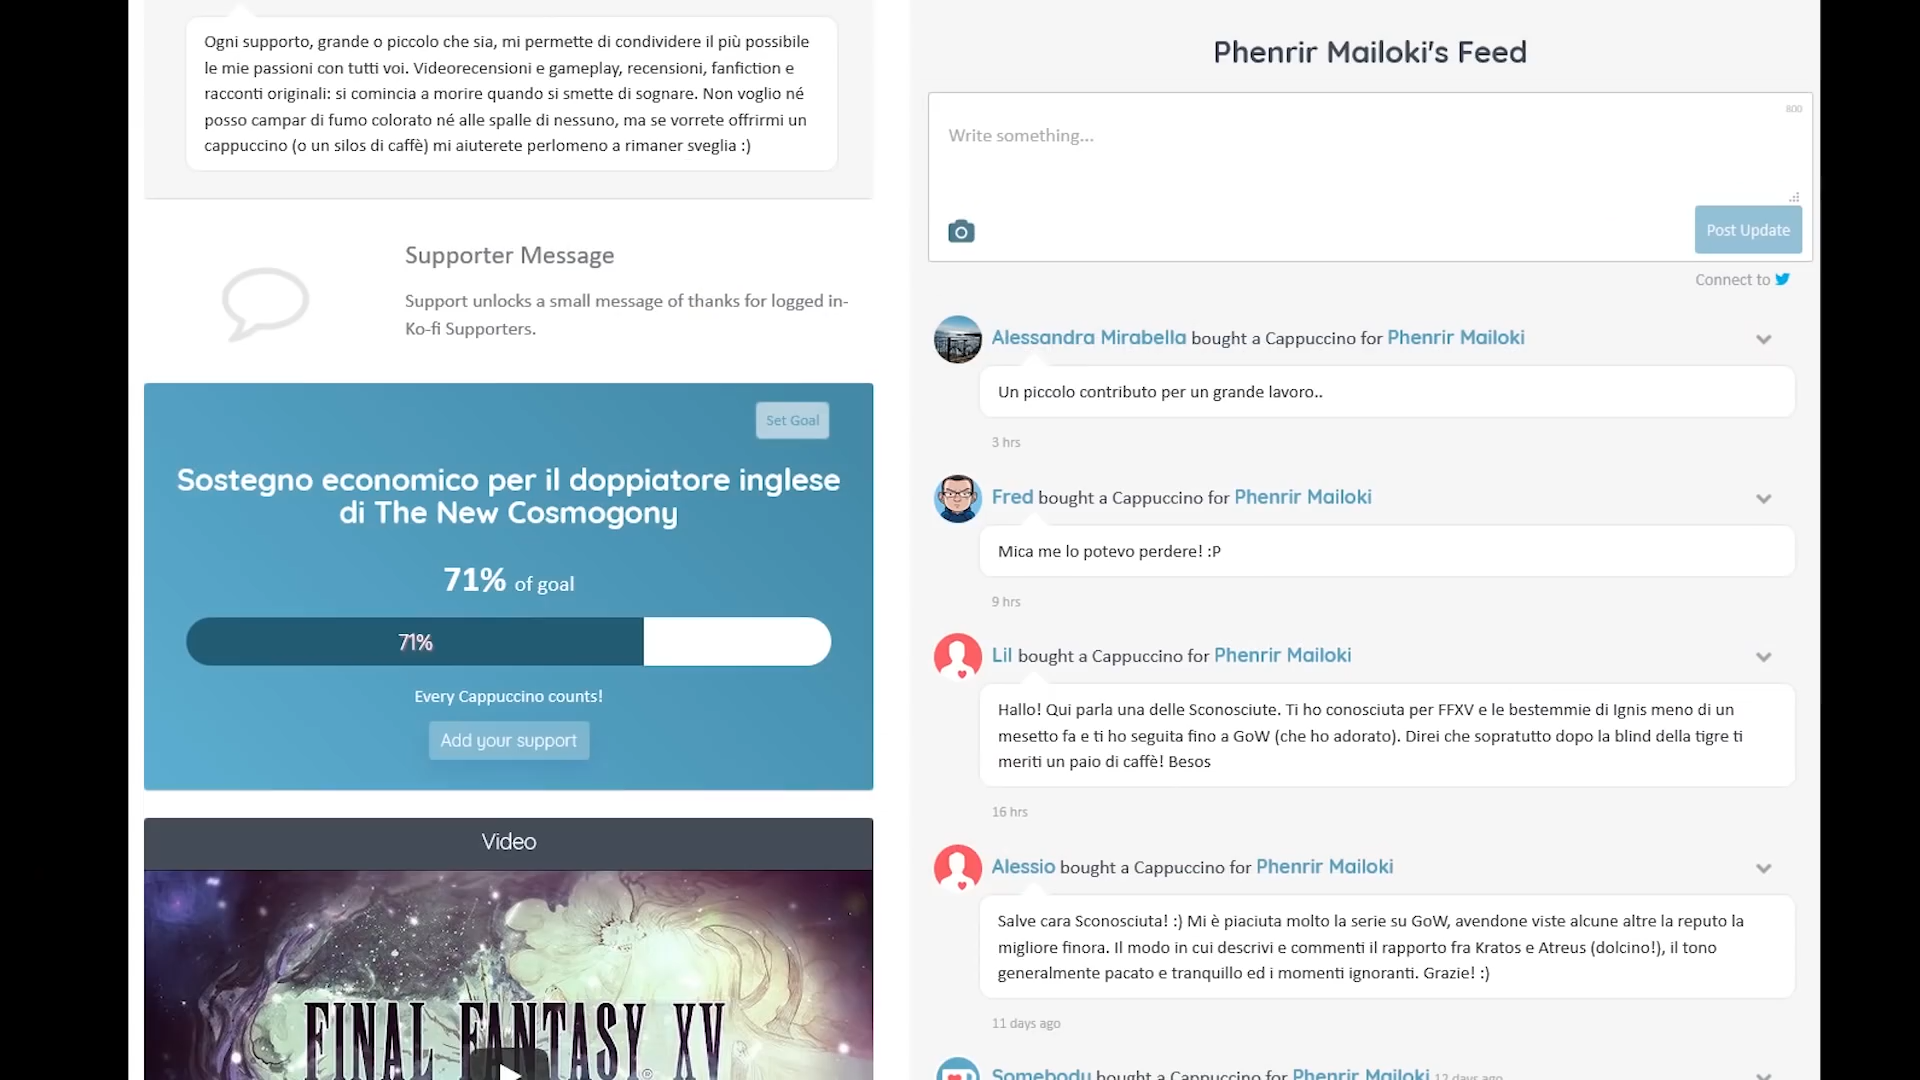 Ogni supporto, grande o piccolo che sia, mi permette di condividere il più possibile
le mie passioni con tutti voi. Videorecensioni e gameplay, recensioni, fanfiction e
racconti originali: si comincia a morire quando si smette di sognare. Non voglio né
posso campar di fumo colorato né alle spalle di nessuno, ma se vorrete offrirmi un
cappuccino (o un silos di caffè) mi aiuterete perlomeno a rimaner sveglia :)
Supporter Message
Support unlocks a small message of thanks for logged in-
Ko-fi Supporters.
Set Goal
Sostegno economico per il doppiatore inglese
di The New Cosmogony
71% of goal
71%
Every Cappuccino counts!
Add your support
Video
FINAL FANTASY XV
Phenrir Mailoki's Feed
800
Write something...
Post Update
Connect to
Alessandra Mirabella bought a Cappuccino for Phenrir Mailoki
Un piccolo contributo per un grande lavoro..
3 hrs
Fred bought a Cappuccino for Phenrir Mailoki
Mica me lo potevo perdere! :P
9 hrs
Lil bought a Cappuccino for Phenrir Mailoki
Hallo! Qui parla una delle Sconosciute. Ti ho conosciuta per FFXV e le bestemmie di Ignis meno di un
mesetto fa e ti ho seguita fino a GoW (che ho adorato). Direi che sopratutto dopo la blind della tigre ti
meriti un paio di caffè! Besos
16 hrs
Alessio bought a Cappuccino for Phenrir Mailoki
Salve cara Sconosciuta! :) Mi è piaciuta molto la serie su GoW, avendone viste alcune altre la reputo la
migliore finora. Il modo in cui descrivi e commenti il rapporto fra Kratos e Atreus (dolcino!), il tono
generalmente pacato e tranquillo ed i momenti ignoranti. Grazie! :)
11 days ago
Somebody bought a Cappuccino for Phenrir Mailoki 12 days ago